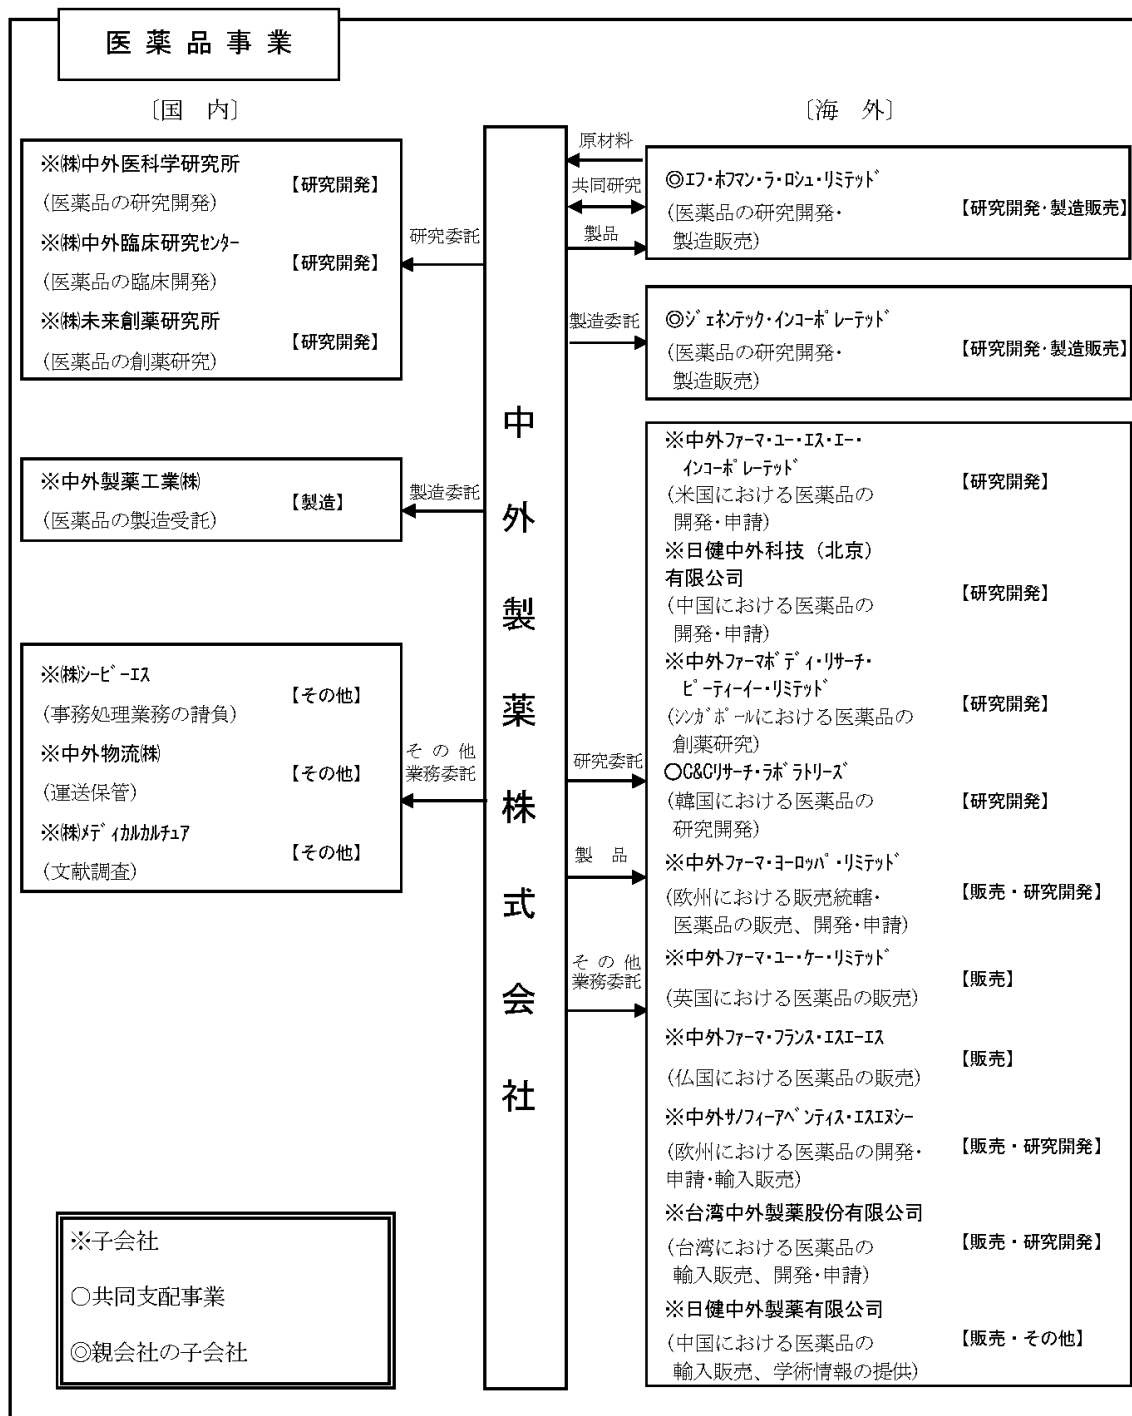 医薬品事業
〔国 内〕
※㈱中外医科学研究所
【研究開発】
(医薬品の研究開発)
※㈱中外臨床研究ｾﾝﾀｰ
【研究開発】
(医薬品の臨床開発)
※㈱未来創薬研究所
【研究開発】
(医薬品の創薬研究)
研究委託
※中外製薬工業㈱
【製造】
(医薬品の製造受託)
製造委託
※㈱ｼｰﾋﾞｰｴｽ
【その他】
(事務処理業務の請負)
※中外物流㈱
【その他】
(運送保管)
※㈱ﾒﾃﾞｨｶﾙｶﾙﾁｭｱ
【その他】
(文献調査)
その他
業務委託
※子会社
○共同支配事業
◎親会社の子会社
中外製薬株式会社
〔海 外〕
原材料
共同研究
製品
◎ｴﾌ･ﾎﾌﾏﾝ･ﾗ･ﾛｼｭ･ﾘﾐﾃｯﾄﾞ
(医薬品の研究開発･
製造販売)
【研究開発･製造販売】
製造委託
◎ｼﾞｪﾈﾝﾃｯｸ･ｲﾝｺｰﾎﾟﾚｰﾃｯﾄﾞ
(医薬品の研究開発･
製造販売)
【研究開発･製造販売】
研究委託
製 品
その他
業務委託
※中外ﾌｧｰﾏ･ﾕｰ･ｴｽ･ｴｰ･
ｲﾝｺｰﾎﾟﾚｰﾃｯﾄﾞ
(米国における医薬品の
開発･申請)
【研究開発】
※日健中外科技（北京）
有限公司
(中国における医薬品の
開発･申請)
【研究開発】
※中外ﾌｧｰﾏﾎﾞﾃﾞｨ･ﾘｻｰﾁ･
ﾋﾟｰﾃｨｰｲｰ･ﾘﾐﾃｯﾄﾞ
(ｼﾝｶﾞﾎﾟｰﾙにおける医薬品の
創薬研究)
【研究開発】
○C&Cﾘｻｰﾁ･ﾗﾎﾞﾗﾄﾘｰｽﾞ
(韓国における医薬品の
研究開発)
【研究開発】
※中外ﾌｧｰﾏ･ﾖｰﾛｯﾊﾟ･ﾘﾐﾃｯﾄﾞ
(欧州における販売統轄･
医薬品の販売、開発･申請)
【販売・研究開発】
※中外ﾌｧｰﾏ･ﾕｰ･ｹｰ･ﾘﾐﾃｯﾄﾞ
(英国における医薬品の販売)
【販売】
※中外ﾌｧｰﾏ･ﾌﾗﾝｽ･ｴｽｴｰｴｽ
(仏国における医薬品の販売)
【販売】
※中外ｻﾉﾌｨｰｱﾍﾞﾝﾃｨｽ･ｴｽｴﾇｼｰ
(欧州における医薬品の開発･
申請･輸入販売)
【販売・研究開発】
※台湾中外製薬股份有限公司
(台湾における医薬品の
輸入販売、開発･申請)
【販売・研究開発】
※日健中外製薬有限公司
(中国における医薬品の
輸入販売、学術情報の提供)
【販売・その他】